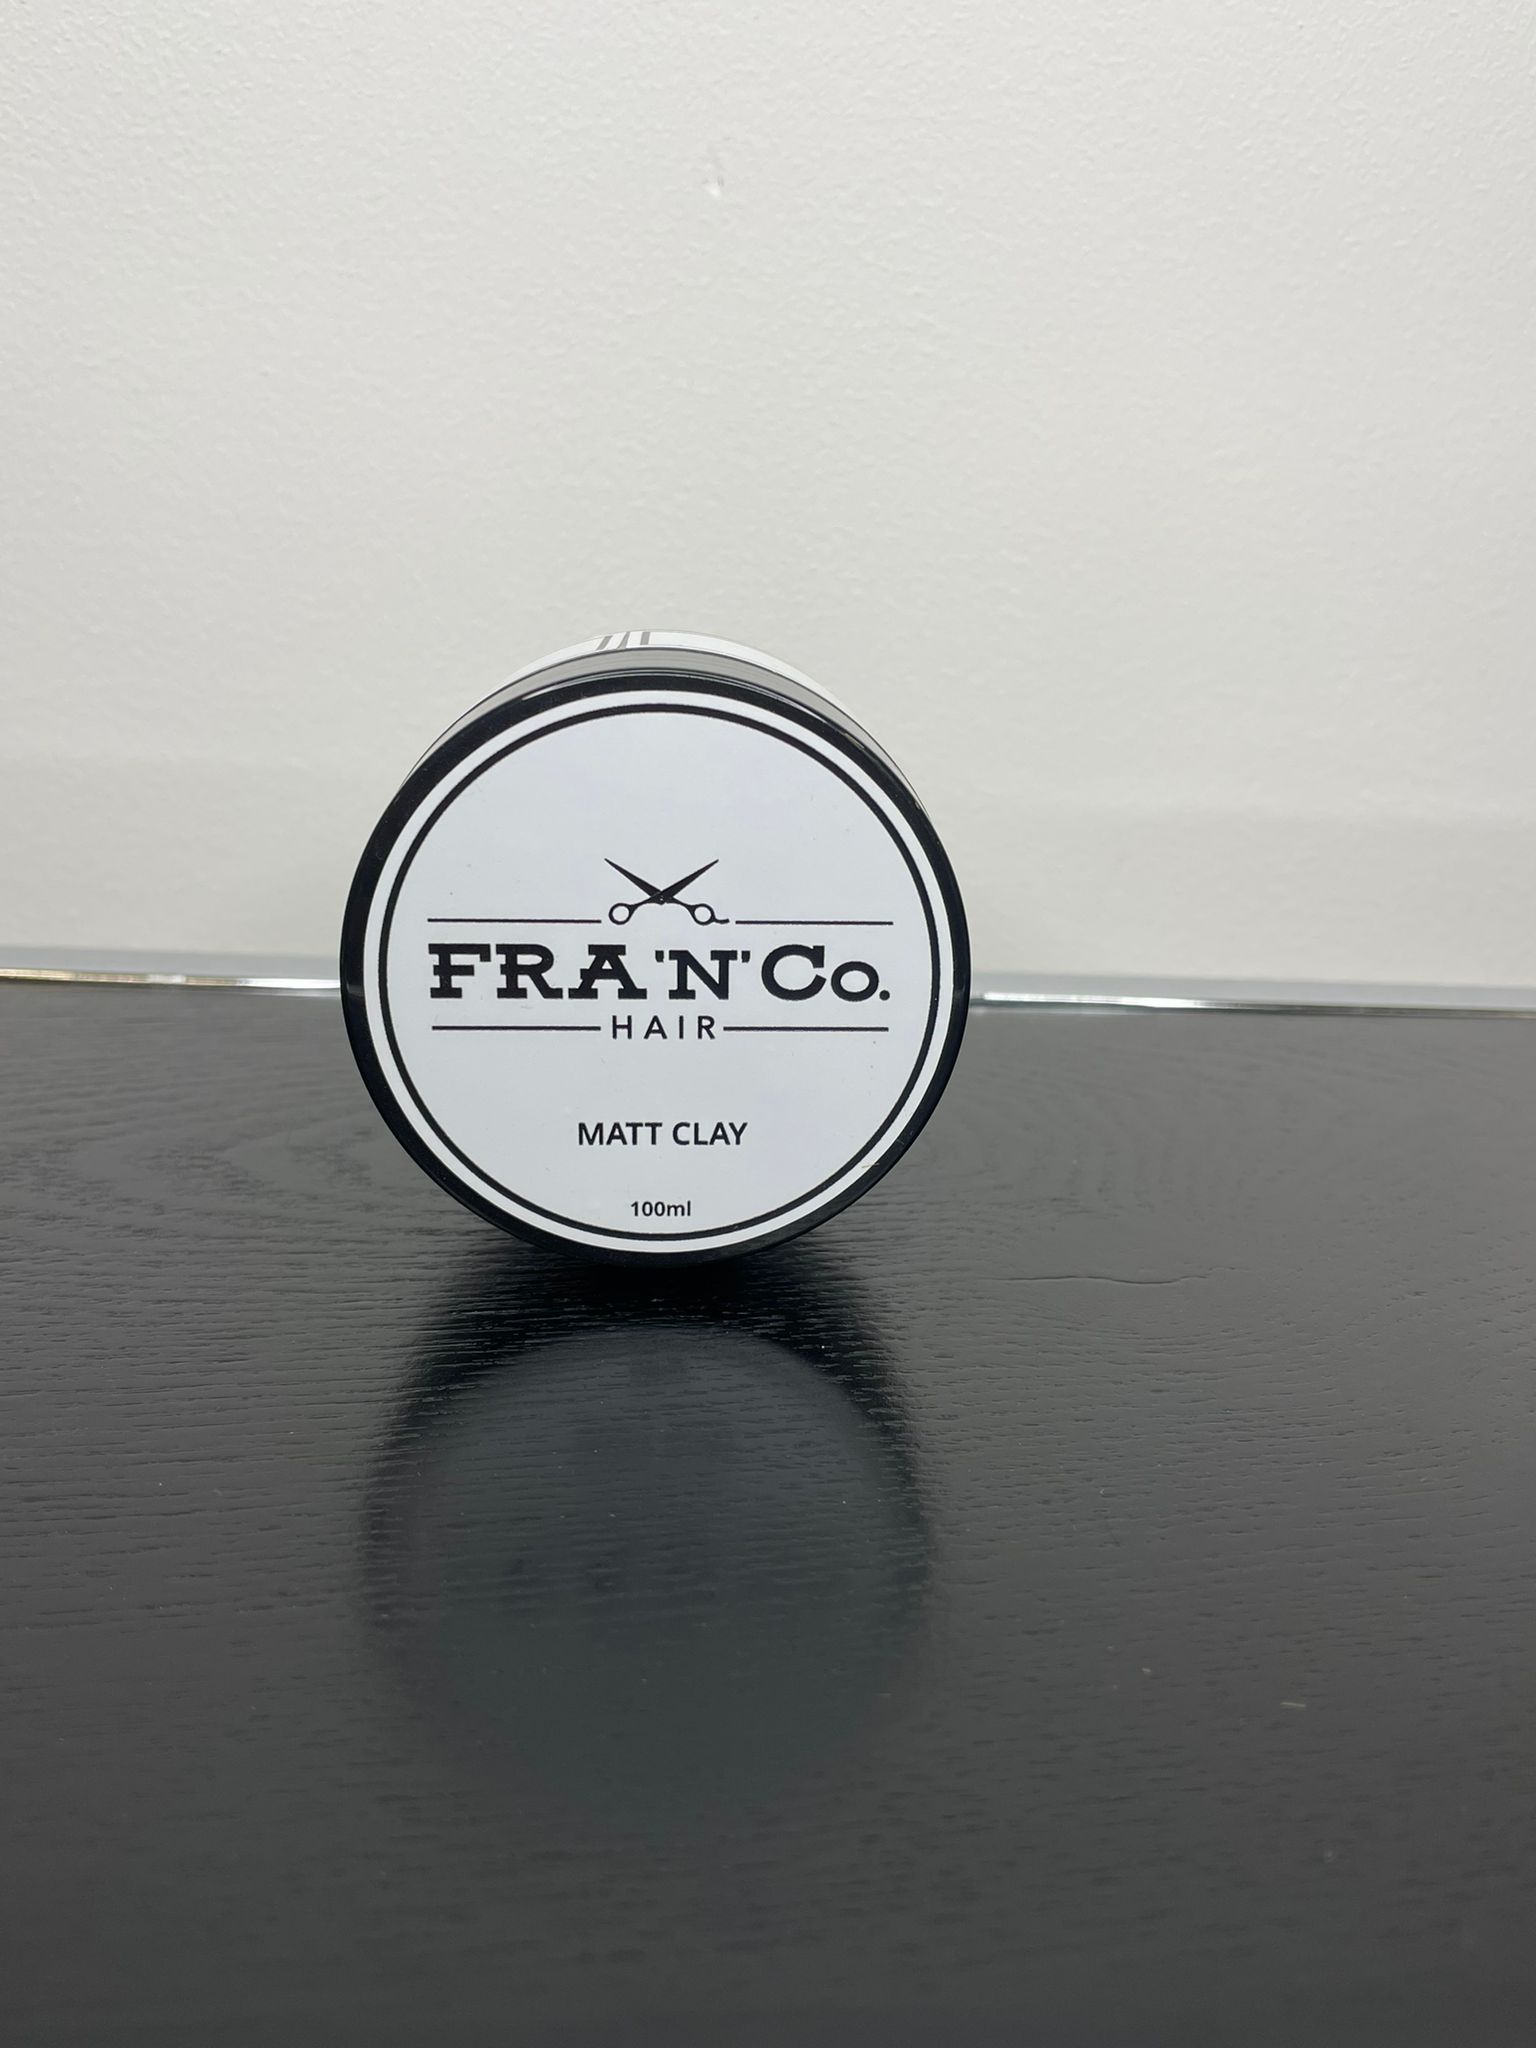 FRA'N'Co.
HAIR
MATT CLAY
100ml